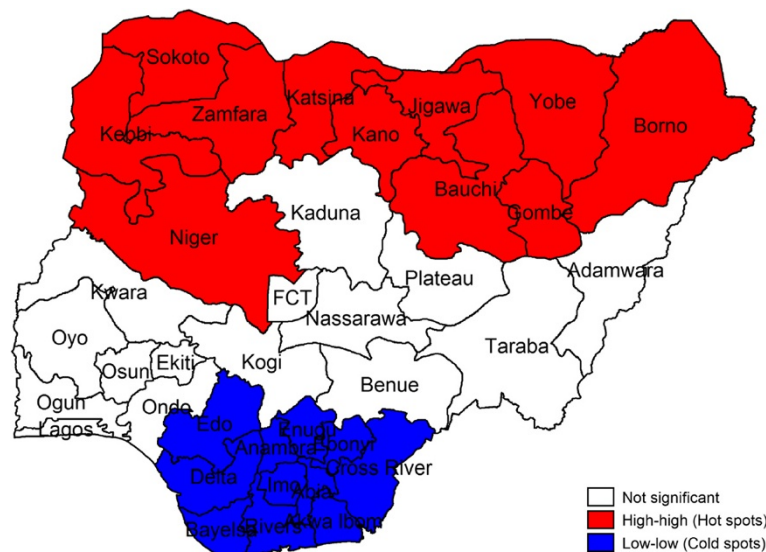 Sokoto
Katsina
Zamfara
Jigawa
Yobe
Kebbi
Kano
Borno
Bauchi
Gombe
Kaduna
Niger
Adamwara
Plateau
Kwara
FCT
Nassarawa
Oyo
Taraba
Ekiti
Kogi
Osun
Benue
Ogun
Ondo
Lagos
Edo
Enugu
Ebonyi
Anambra
Cross River
Delta
Imo
Abia
Bayelsa
Rivers
Akwa Ibom
Not significant
High-high (Hot spots)
Low-low (Cold spots)